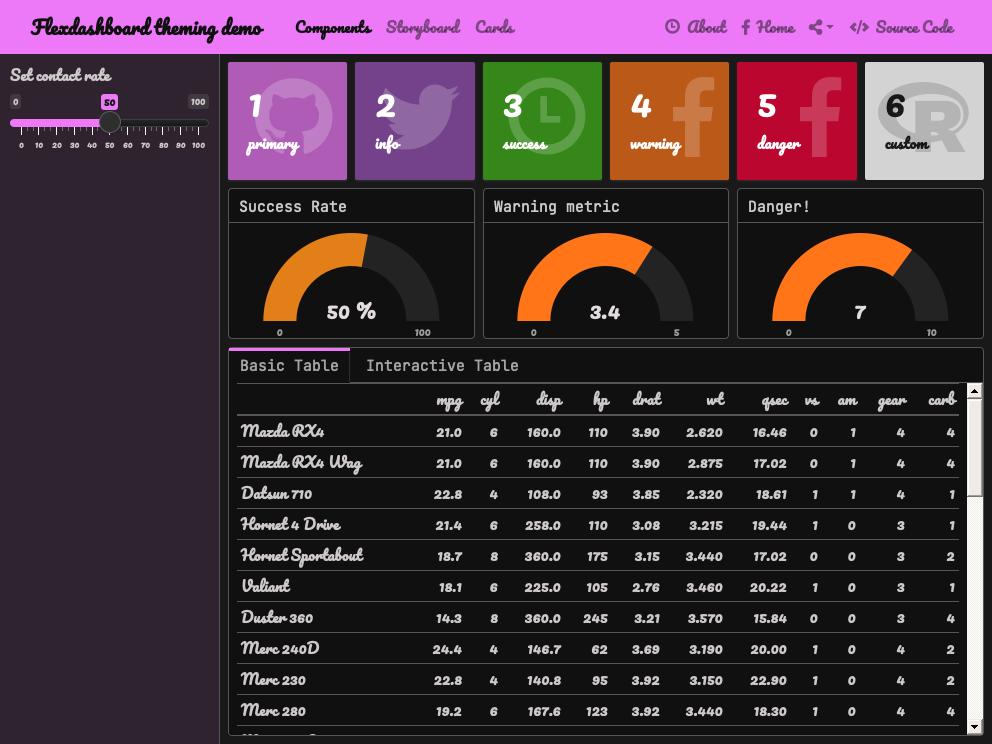 Flexdashboard theming demo Components Storyboard Cards About Home Source Code
Set contact rate
0 50 100
0 10 20 30 40 50 60 70 80 90 100
1 2 3 4 5 6
primary info success warning danger custom
Success Rate Warning metric Danger!
50 % 3.4 7
0 100 0 5 0 10
Basic Table Interactive Table
mpg cyl disp hp drat wt qsec vs am gear carb
Mazda RX4 21.0 6 160.0 110 3.90 2.620 16.46 0 1 4 4
Mazda RX4 Wag 21.0 6 160.0 110 3.90 2.875 17.02 0 1 4 4
Datsun 710 22.8 4 108.0 93 3.85 2.320 18.61 1 1 4 1
Hornet 4 Drive 21.4 6 258.0 110 3.08 3.215 19.44 1 0 3 1
Hornet Sportabout 18.7 8 360.0 175 3.15 3.440 17.02 0 0 3 2
Valiant 18.1 6 225.0 105 2.76 3.460 20.22 1 0 3 1
Duster 360 14.3 8 360.0 245 3.21 3.570 15.84 0 0 3 4
Merc 240D 24.4 4 146.7 62 3.69 3.190 20.00 1 0 4 2
Merc 230 22.8 4 140.8 95 3.92 3.150 22.90 1 0 4 2
Merc 280 19.2 6 167.6 123 3.92 3.440 18.30 1 0 4 4